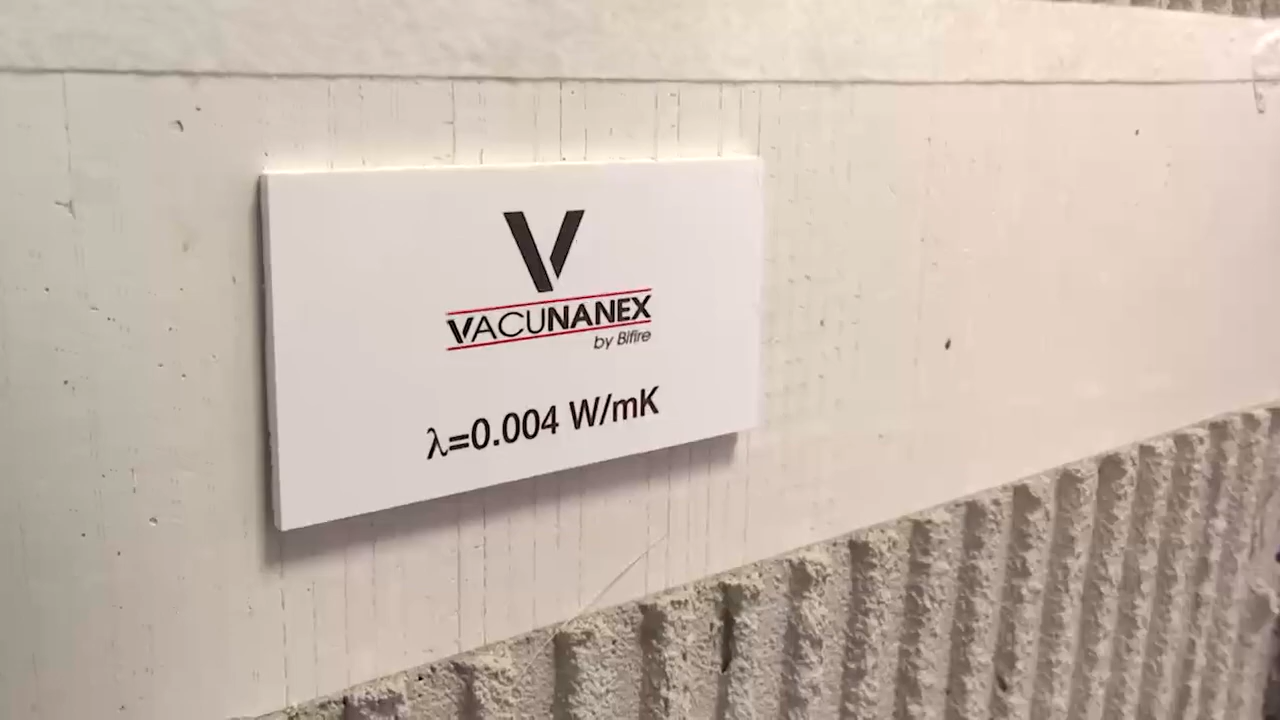 V
VACUNANEX
by Bifire
λ=0.004 W/mK